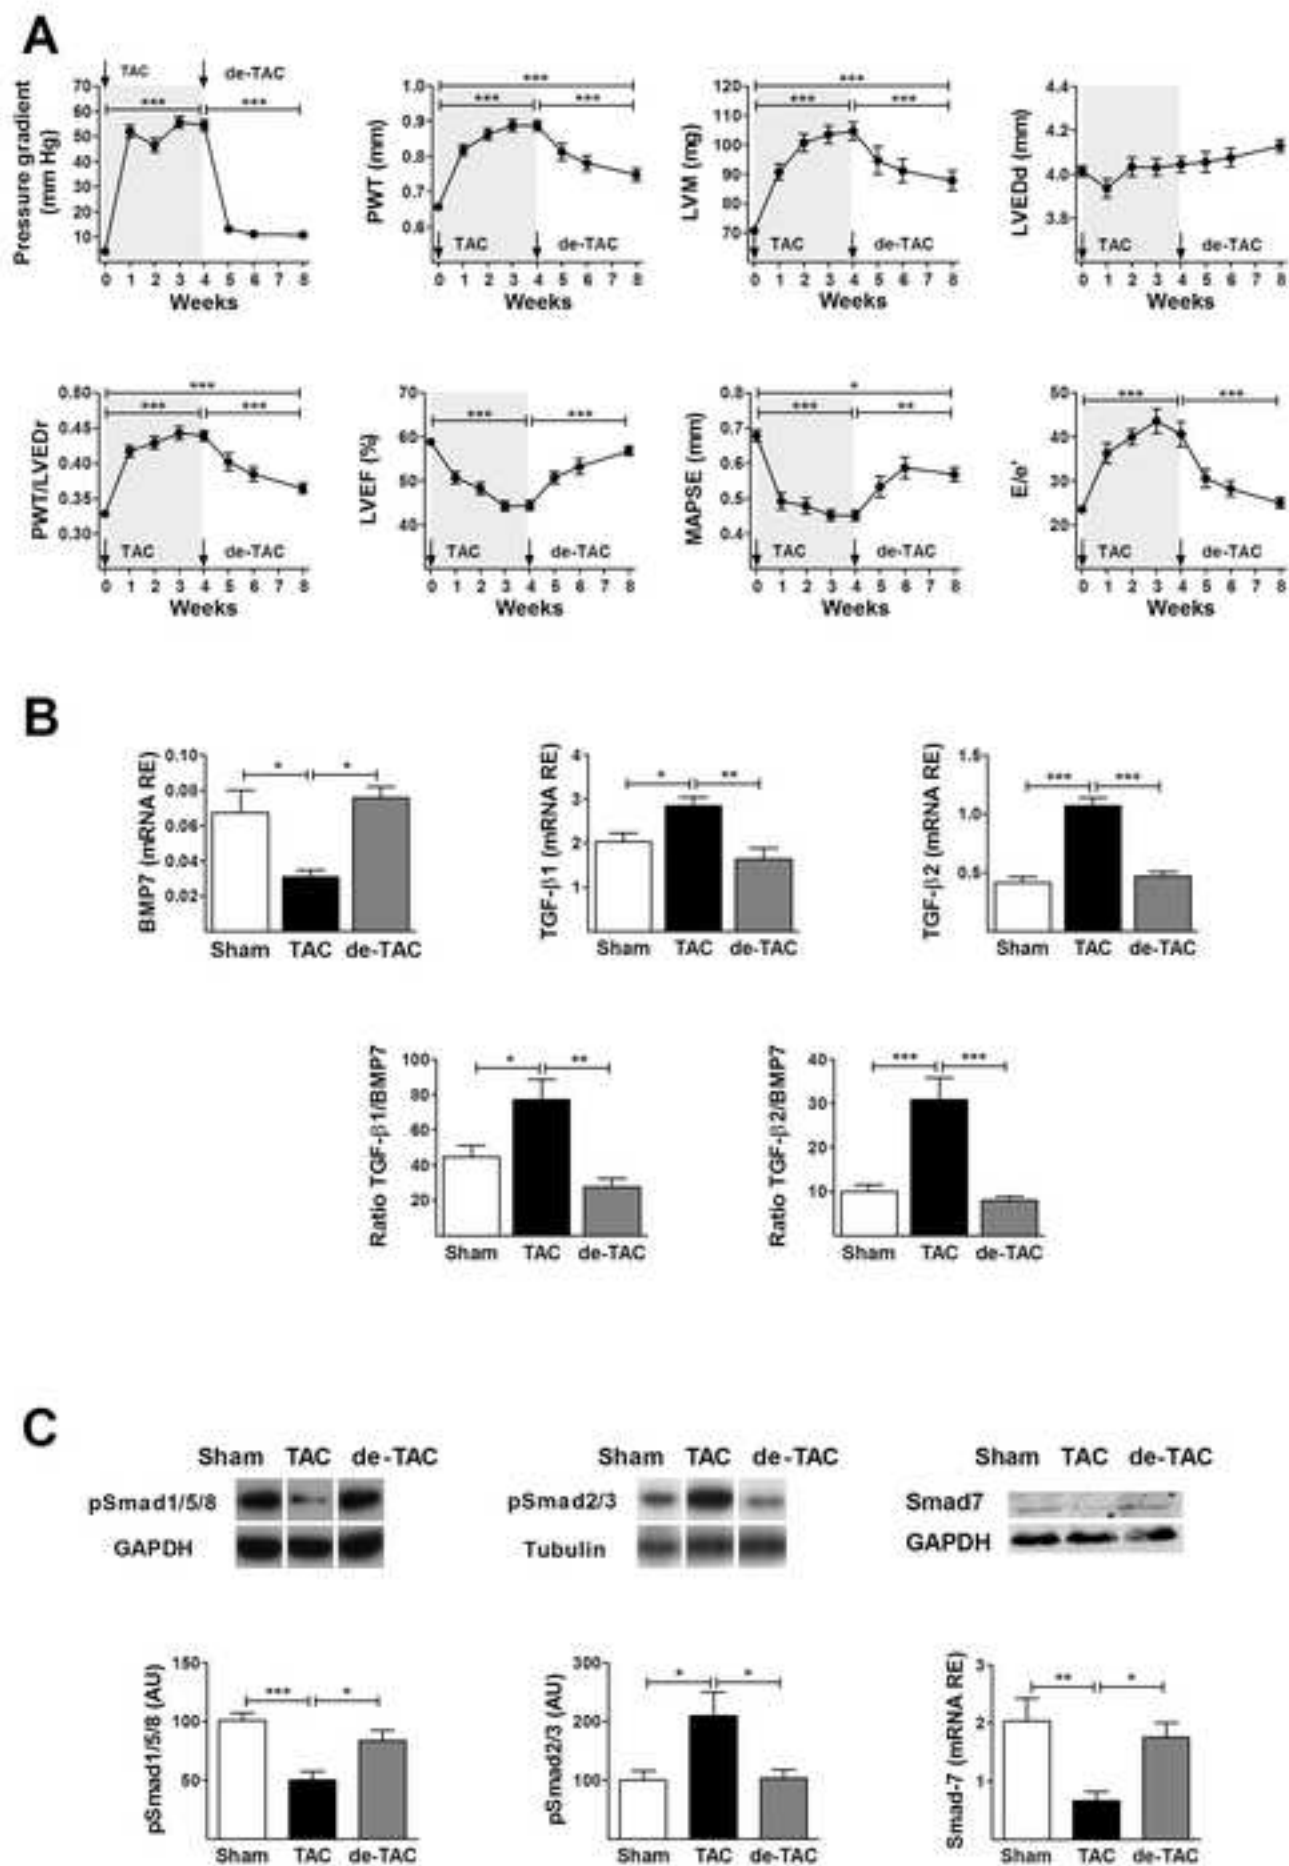 A
TAC de-TAC
Pressure gradient
(mm Hg)
70
60
50
40
30
20
10
*** ***
0 1 2 3 4 5 6 7 8
Weeks
PWT (mm)
1.0
0.9
0.8
0.7
0.6
***
*** ***
TAC de-TAC
0 1 2 3 4 5 6 7 8
Weeks
LVM (mg)
120
110
100
90
80
70
***
*** ***
TAC de-TAC
0 1 2 3 4 5 6 7 8
Weeks
LVEDd (mm)
4.4
4.2
4.0
3.8
TAC de-TAC
0 1 2 3 4 5 6 7 8
Weeks
PWT/LVEDr
0.50
0.45
0.40
0.35
0.30
***
*** ***
TAC de-TAC
0 1 2 3 4 5 6 7 8
Weeks
LVEF (%)
70
60
50
40
*** ***
TAC de-TAC
0 1 2 3 4 5 6 7 8
Weeks
MAPSE (mm)
0.8
0.7
0.6
0.5
0.4
*
*** **
TAC de-TAC
0 1 2 3 4 5 6 7 8
Weeks
E/e'
50
40
30
20
*** ***
TAC de-TAC
0 1 2 3 4 5 6 7 8
Weeks
B
BMP7 (mRNA RE)
0.10
0.08
0.06
0.04
0.02
* *
Sham TAC de-TAC
TGF-β1 (mRNA RE)
4
3
2
1
* **
Sham TAC de-TAC
TGF-β2 (mRNA RE)
1.5
1.0
0.5
*** ***
Sham TAC de-TAC
Ratio TGF-β1/BMP7
100
80
60
40
20
* **
Sham TAC de-TAC
Ratio TGF-β2/BMP7
40
30
20
10
*** ***
Sham TAC de-TAC
C
Sham TAC de-TAC
pSmad1/5/8
GAPDH
Sham TAC de-TAC
pSmad2/3
Tubulin
Sham TAC de-TAC
Smad7
GAPDH
pSmad1/5/8 (AU)
150
100
50
*** *
Sham TAC de-TAC
pSmad2/3 (AU)
300
200
100
* *
Sham TAC de-TAC
Smad-7 (mRNA RE)
3
2
1
** *
Sham TAC de-TAC